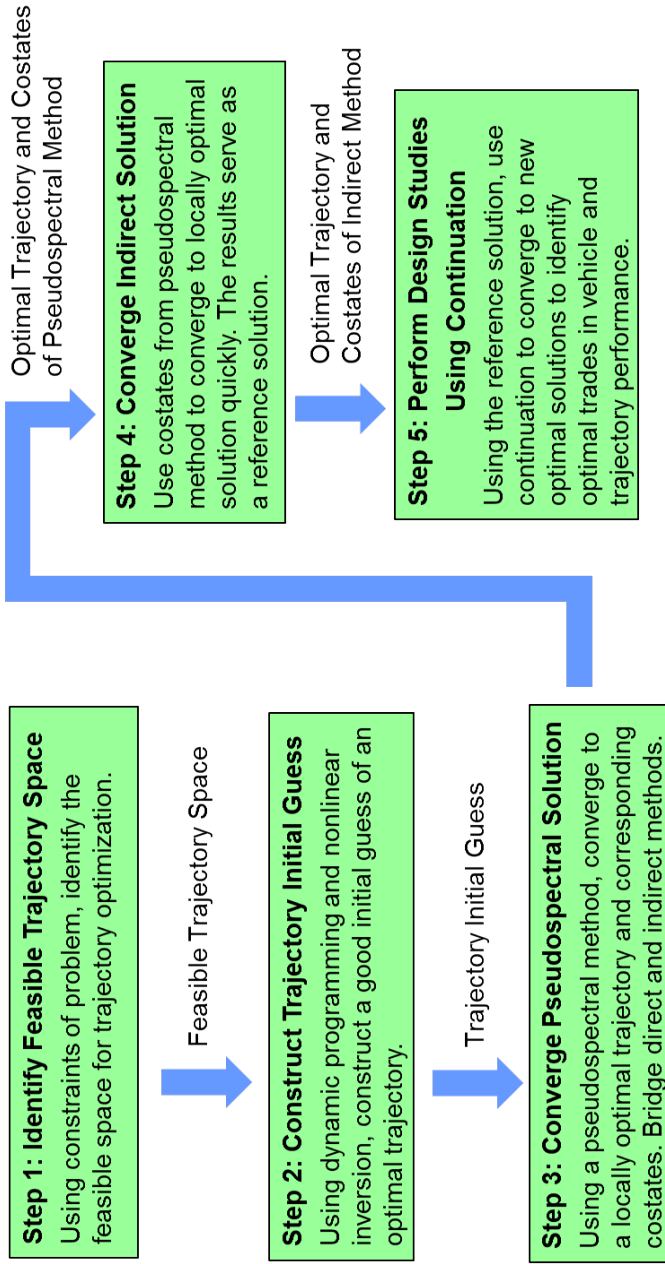 Step 1: Identify Feasible Trajectory Space
Using constraints of problem, identify the
feasible space for trajectory optimization.
Feasible Trajectory Space
Step 2: Construct Trajectory Initial Guess
Using dynamic programming and nonlinear
inversion, construct a good initial guess of an
optimal trajectory.
Trajectory Initial Guess
Step 3: Converge Pseudospectral Solution
Using a pseudospectral method, converge to
a locally optimal trajectory and corresponding
costates. Bridge direct and indirect methods.
Optimal Trajectory and Costates
of Pseudospectral Method
Step 4: Converge Indirect Solution
Use costates from pseudospectral
method to converge to locally optimal
solution quickly. The results serve as
a reference solution.
Optimal Trajectory and
Costates of Indirect Method
Step 5: Perform Design Studies
Using Continuation
Using the reference solution, use
continuation to converge to new
optimal solutions to identify
optimal trades in vehicle and
trajectory performance.